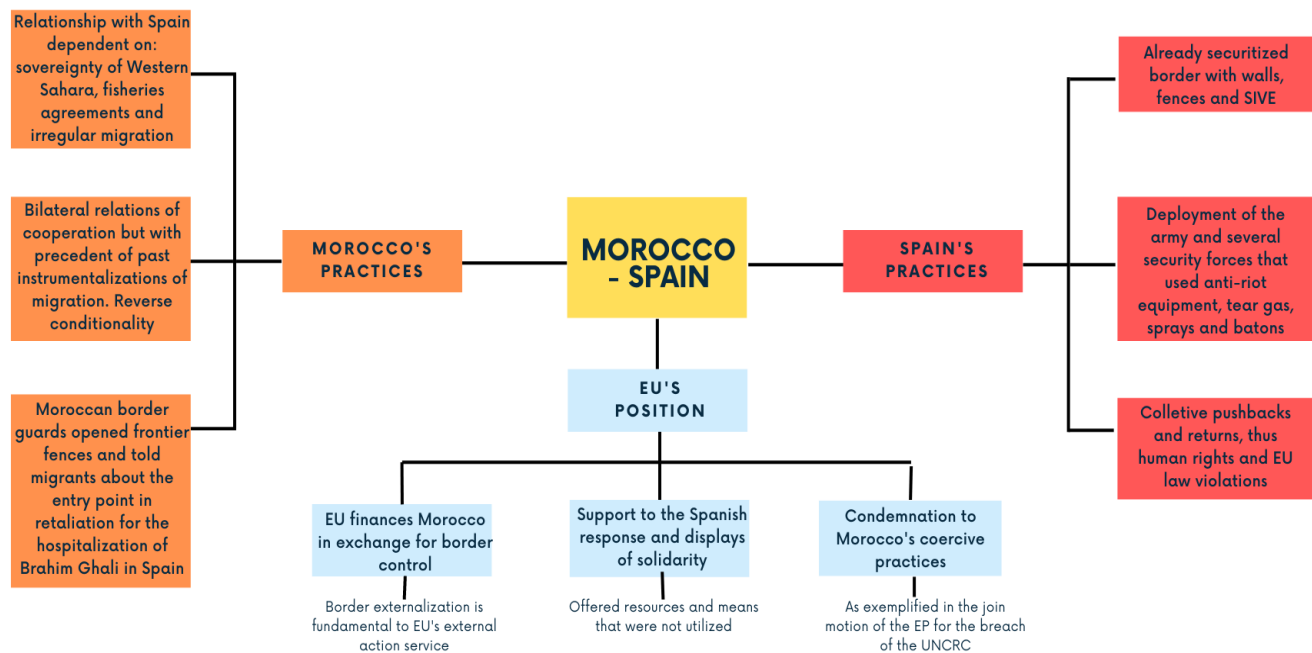 Relationship with Spain
dependent on:
sovereignty of Western
Sahara, fisheries
agreements and
irregular migration
Bilateral relations of
cooperation but with
precedent of past
instrumentalizations of
migration. Reverse
conditionality
Moroccan border
guards opened frontier
fences and told
migrants about the
entry point in
retaliation for the
hospitalization of
Brahim Ghali in Spain
MOROCCO'S
PRACTICES
MOROCCO
- SPAIN
SPAIN'S
PRACTICES
Already securitized
border with walls,
fences and SIVE
Deployment of the
army and several
security forces that
used anti-riot
equipment, tear gas,
sprays and batons
Colletive pushbacks
and returns, thus
human rights and EU
law violations
EU'S
POSITION
EU finances Morocco
in exchange for border
control
Border externalization is
fundamental to EU's external
action service
Support to the Spanish
response and displays
of solidarity
Offered resources and means
that were not utilized
Condemnation to
Morocco's coercive
practices
As exemplified in the join
motion of the EP for the breach
of the UNCRC